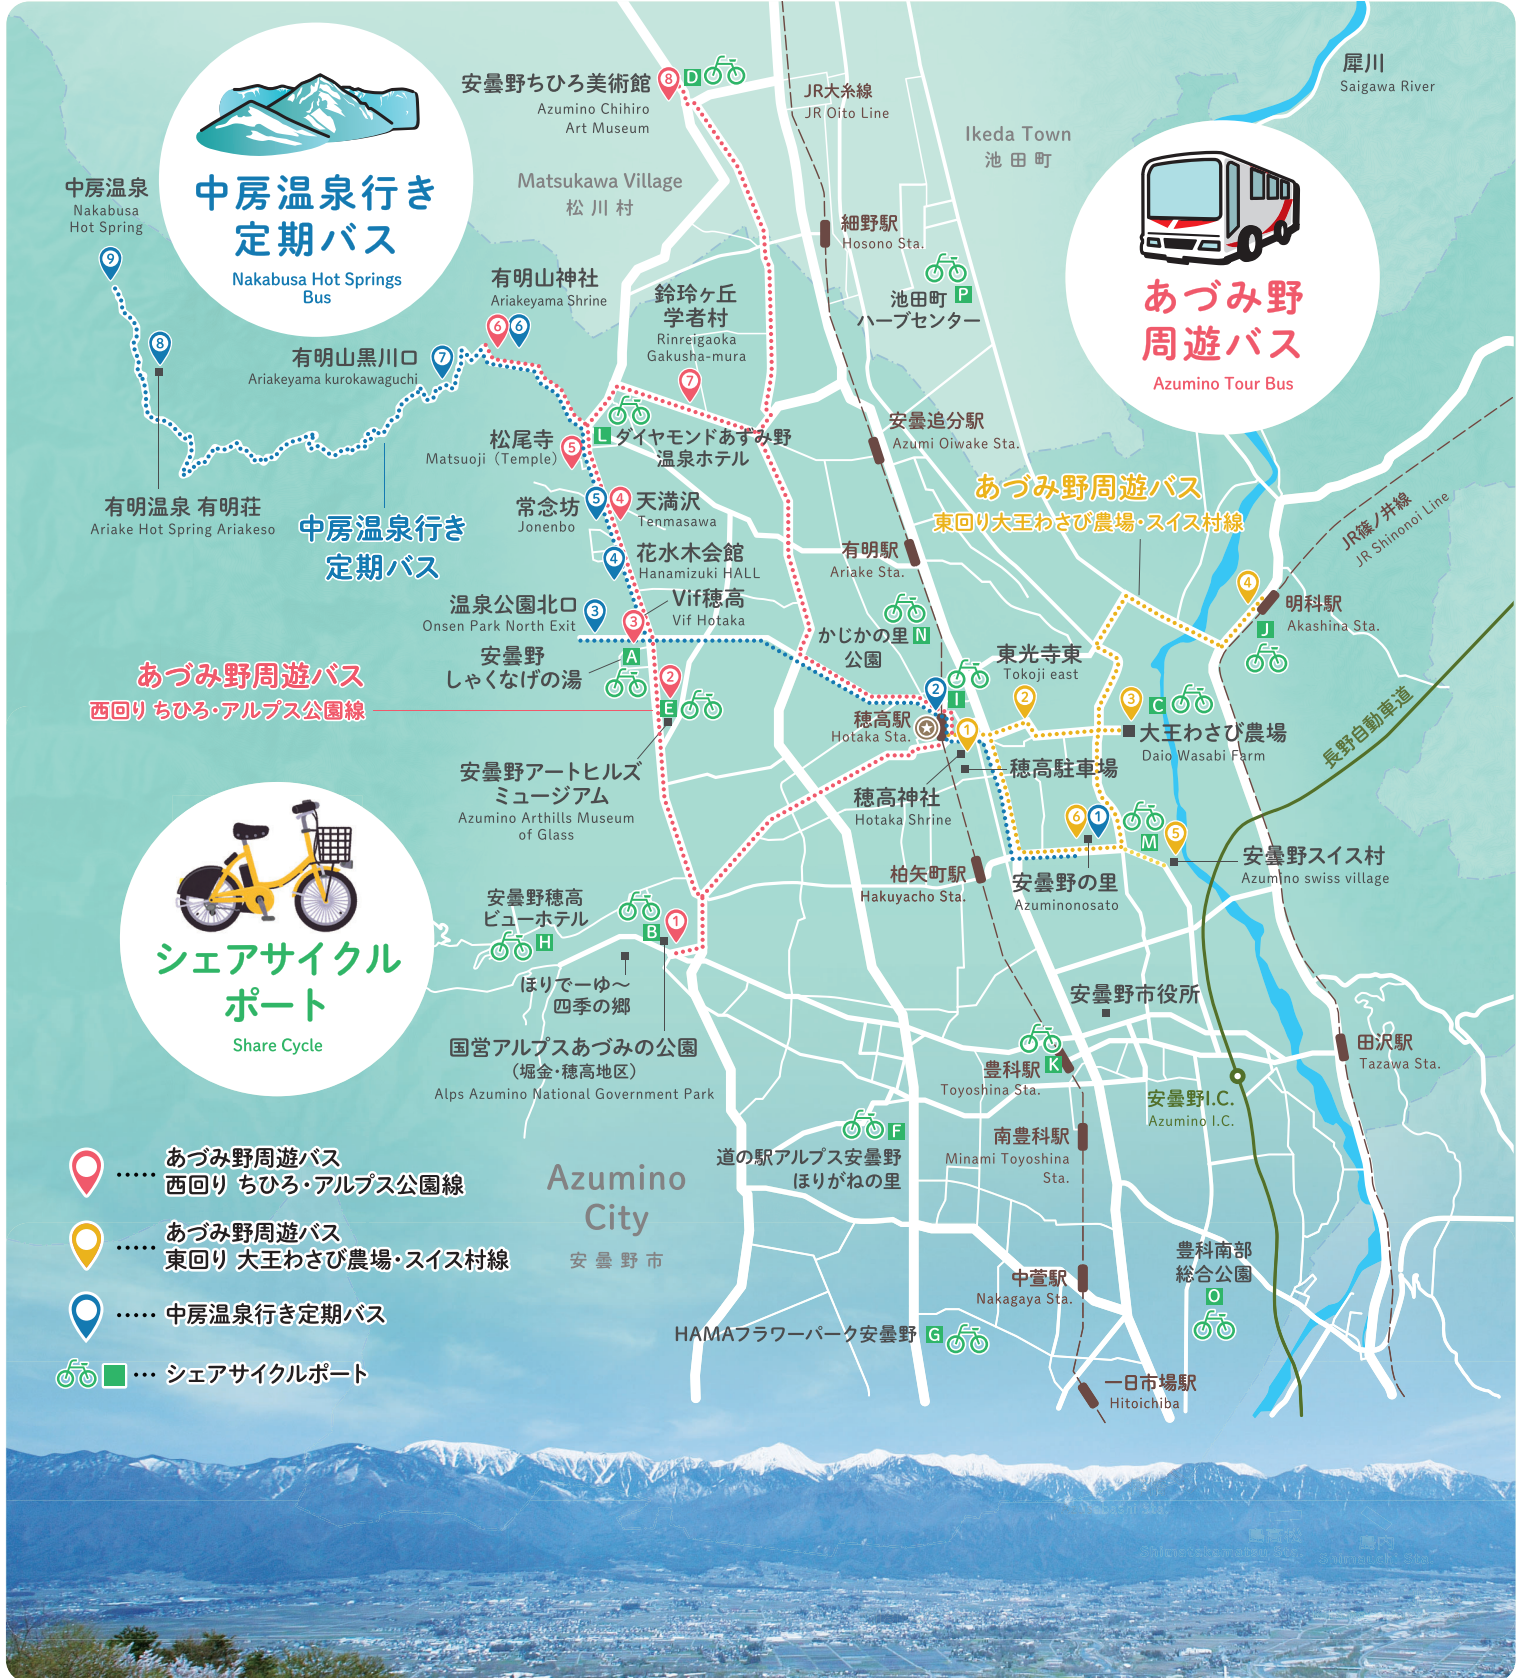 中房温泉行き
定期バス
Nakabusa Hot Springs
Bus
安曇野ちひろ美術館
Azumino Chihiro
Art Museum
8
D
JR大糸線
JR Oito Line
Ikeda Town
池田町
犀川
Saigawa River
Matsukawa Village
松川村
あづみ野
周遊バス
Azumino Tour Bus
中房温泉
Nakabusa
Hot Spring
9
8
細野駅
Hosono Sta.
池田町
ハーブセンター
P
有明山神社
Ariakeyama Shrine
6
6
鈴玲ヶ丘
学者村
Rinreigaoka
Gakusha-mura
7
有明山黒川口
Ariakeyama kurokawaguchi
7
L
ダイヤモンドあずみ野
温泉ホテル
安曇追分駅
Azumi Oiwake Sta.
松尾寺
Matsuoji（Temple）
5
有明温泉 有明荘
Ariake Hot Spring Ariakeso
中房温泉行き
定期バス
常念坊
Jonenbo
5
4
天満沢
Tenmasawa
あづみ野周遊バス
東回り大王わさび農場・スイス村線
JR篠ノ井線
JR Shinonoi Line
4
花水木会館
Hanamizuki HALL
有明駅
Ariake Sta.
4
明科駅
Akashina Sta.
J
温泉公園北口
Onsen Park North Exit
3
3
Vif穂高
Vif Hotaka
かじかの里
公園
N
安曇野
しゃくなげの湯
A
東光寺東
Tokoji east
2
あづみ野周遊バス
西回り ちひろ・アルプス公園線
2
E
2
I
穂高駅
Hotaka Sta.
1
3
C
大王わさび農場
Daio Wasabi Farm
長野自動車道
安曇野アートヒルズ
ミュージアム
Azumino Arthills Museum
of Glass
穂高駐車場
穂高神社
Hotaka Shrine
6
1
M
5
安曇野スイス村
Azumino swiss village
柏矢町駅
Hakuyacho Sta.
安曇野の里
Azuminonosato
シェアサイクル
ポート
Share Cycle
安曇野穂高
ビューホテル
H
B
1
ほりでーゆ〜
四季の郷
国営アルプスあづみの公園
（堀金・穂高地区）
Alps Azumino National Government Park
安曇野市役所
豊科駅
Toyoshina Sta.
K
田沢駅
Tazawa Sta.
安曇野I.C.
Azumino I.C.
F
道の駅アルプス安曇野
ほりがねの里
南豊科駅
Minami Toyoshina
Sta.
Azumino
City
安曇野市
あづみ野周遊バス
西回り ちひろ・アルプス公園線
あづみ野周遊バス
東回り 大王わさび農場・スイス村線
中房温泉行き定期バス
シェアサイクルポート
豊科南部
総合公園
O
中萱駅
Nakagaya Sta.
HAMAフラワーパーク安曇野
G
一日市場駅
Hitoichiba
島内
Shimauchi Sta.